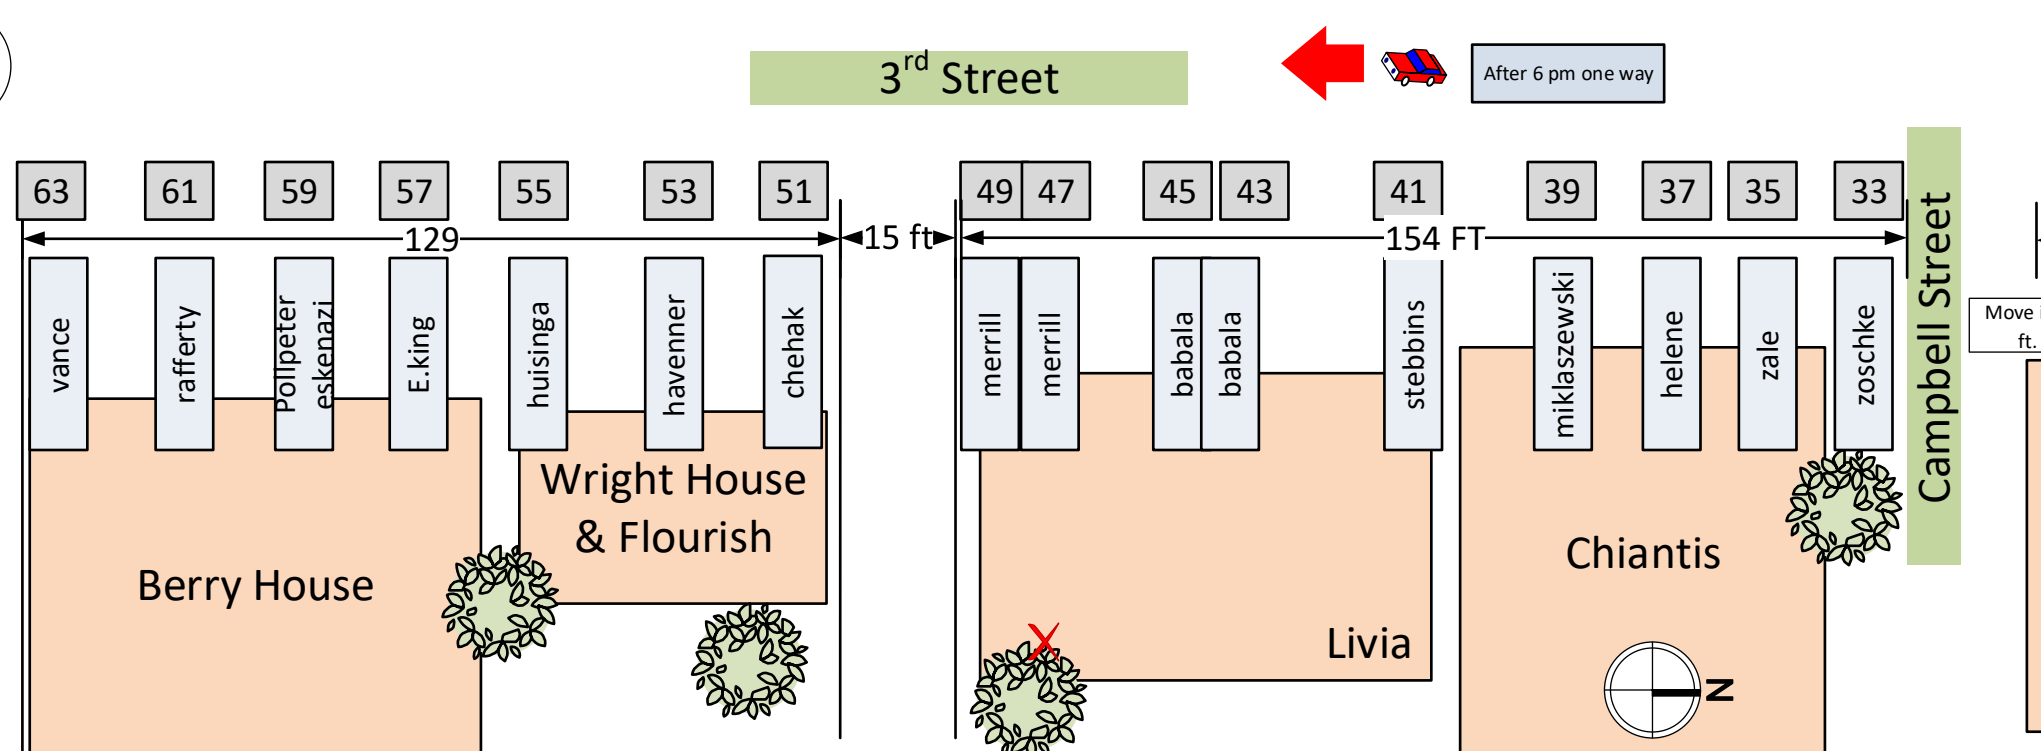 3rd Street
After 6 pm one way
63
61
59
57
55
53
51
49
47
45
43
41
39
37
35
33
129
15 ft
154 FT
vance
rafferty
Pollpeter
eskenazi
E.king
huisinga
havenner
chehak
merrill
merrill
babala
babala
stebbins
miklaszewski
helene
zale
zoschke
Campbell Street
Move i
ft.
Wright House
& Flourish
Berry House
Chiantis
Livia
X
N